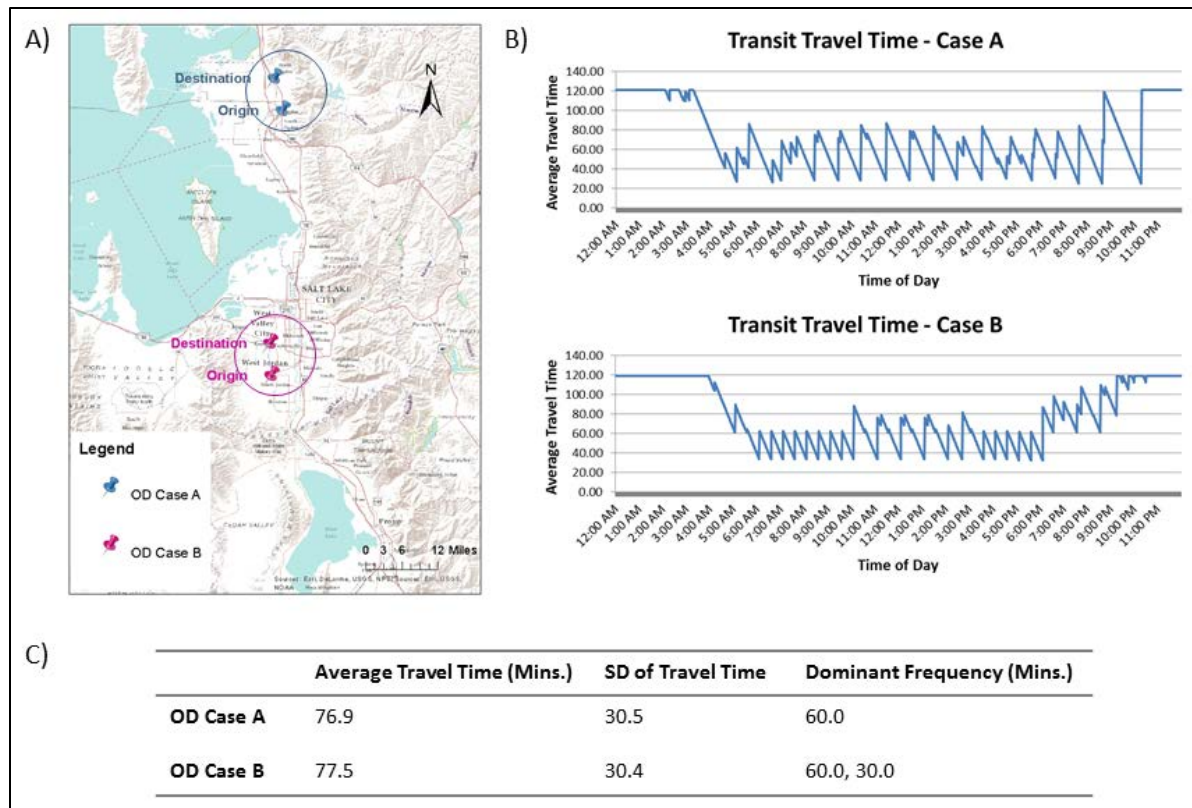 A)
Destination
Origin
ANTELOPE
ISLAND
SALT LAKE
CITY
West
Valley
City
Destination
West Jordan
Origin
CEDAR VALLEY
Provo
N
Legend
OD Case A
OD Case B
0 3 6 12 Miles
B)
Transit Travel Time - Case A
Average Travel Time
140.00
120.00
100.00
80.00
60.00
40.00
20.00
0.00
12:00 AM
1:00 AM
2:00 AM
3:00 AM
4:00 AM
5:00 AM
6:00 AM
7:00 AM
8:00 AM
9:00 AM
10:00 AM
11:00 AM
12:00 PM
1:00 PM
2:00 PM
3:00 PM
4:00 PM
5:00 PM
6:00 PM
7:00 PM
8:00 PM
9:00 PM
10:00 PM
11:00 PM
Time of Day
Transit Travel Time - Case B
Average Travel Time
140.00
120.00
100.00
80.00
60.00
40.00
20.00
0.00
12:00 AM
1:00 AM
2:00 AM
3:00 AM
4:00 AM
5:00 AM
6:00 AM
7:00 AM
8:00 AM
9:00 AM
10:00 AM
11:00 AM
12:00 PM
1:00 PM
2:00 PM
3:00 PM
4:00 PM
5:00 PM
6:00 PM
7:00 PM
8:00 PM
9:00 PM
10:00 PM
11:00 PM
Time of Day
C)
Average Travel Time (Mins.) SD of Travel Time Dominant Frequency (Mins.)
OD Case A 76.9 30.5 60.0
OD Case B 77.5 30.4 60.0, 30.0